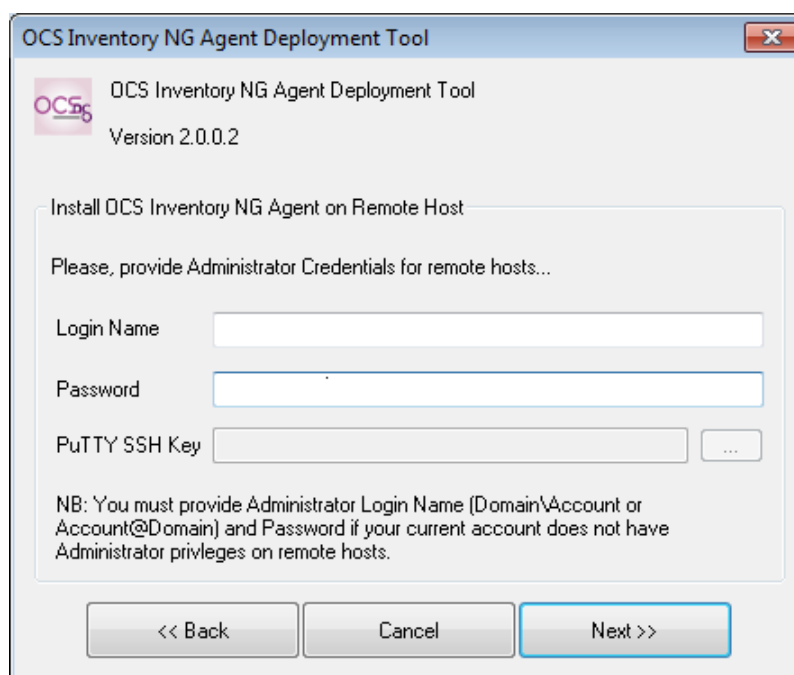 OCS Inventory NG Agent Deployment Tool
OCSNG
OCS Inventory NG Agent Deployment Tool
Version 2.0.0.2
Install OCS Inventory NG Agent on Remote Host
Please, provide Administrator Credentials for remote hosts...
Login Name
Password
PuTTY SSH Key
...
NB: You must provide Administrator Login Name (Domain\Account or
Account@Domain) and Password if your current account does not have
Administrator privleges on remote hosts.
<< Back
Cancel
Next >>